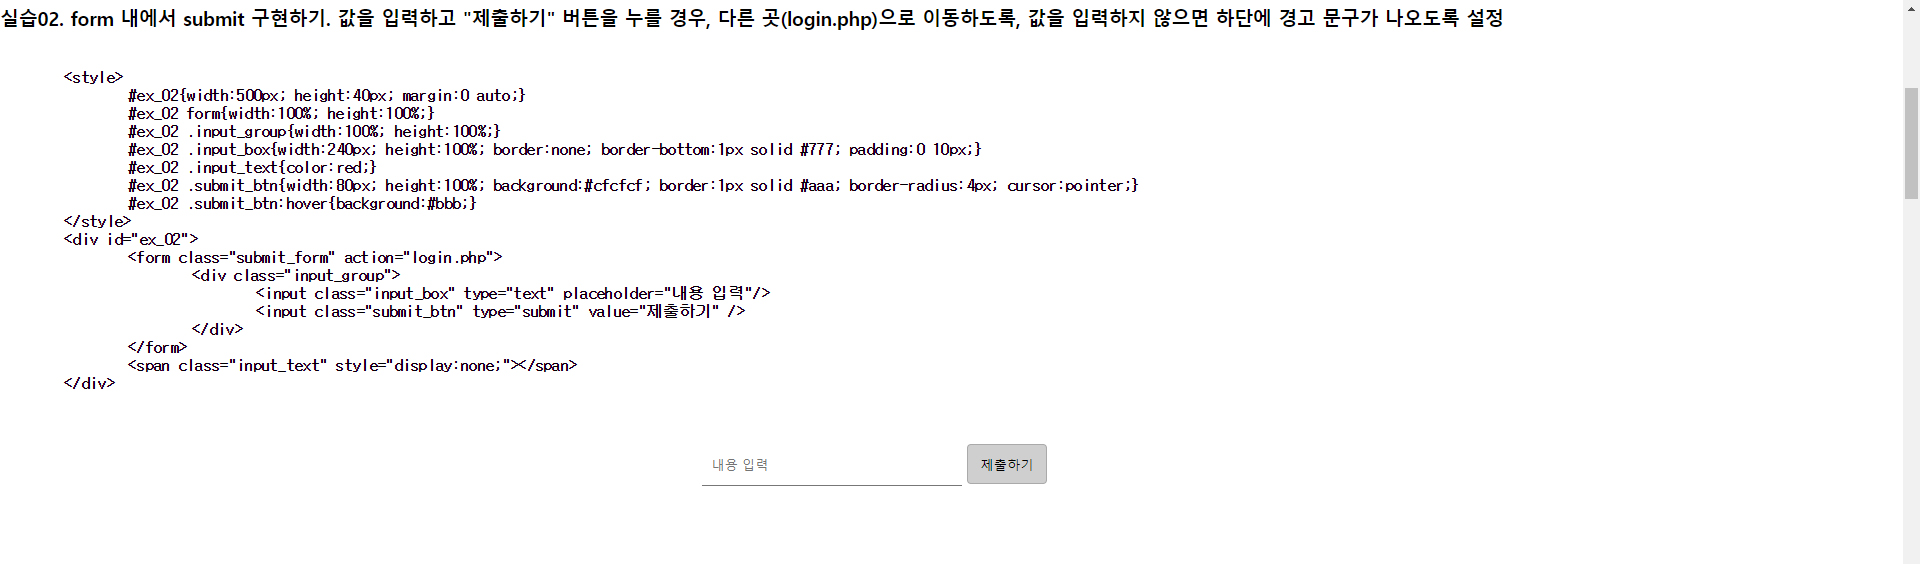 실습02. form 내에서 submit 구현하기. 값을 입력하고 "제출하기" 버튼을 누를 경우, 다른 곳(login.php)으로 이동하도록, 값을 입력하지 않으면 하단에 경고 문구가 나오도록 설정
<style>
#ex_02{width:500px; height:40px; margin:0 auto;}
#ex_02 form{width:100%; height:100%;}
#ex_02 .input_group{width:100%; height:100%;}
#ex_02 .input_box{width:240px; height:100%; border:none; border-bottom:1px solid #777; padding:0 10px;}
#ex_02 .input_text{color:red;}
#ex_02 .submit_btn{width:80px; height:100%; background:#cfcfcf; border:1px solid #aaa; border-radius:4px; cursor:pointer;}
#ex_02 .submit_btn:hover{background:#bbb;}
</style>
<div id="ex_02">
<form class="submit_form" action="login.php">
<div class="input_group">
<input class="input_box" type="text" placeholder="내용 입력"/>
<input class="submit_btn" type="submit" value="제출하기" />
</div>
</form>
<span class="input_text" style="display:none;"></span>
</div>
내용 입력 제출하기